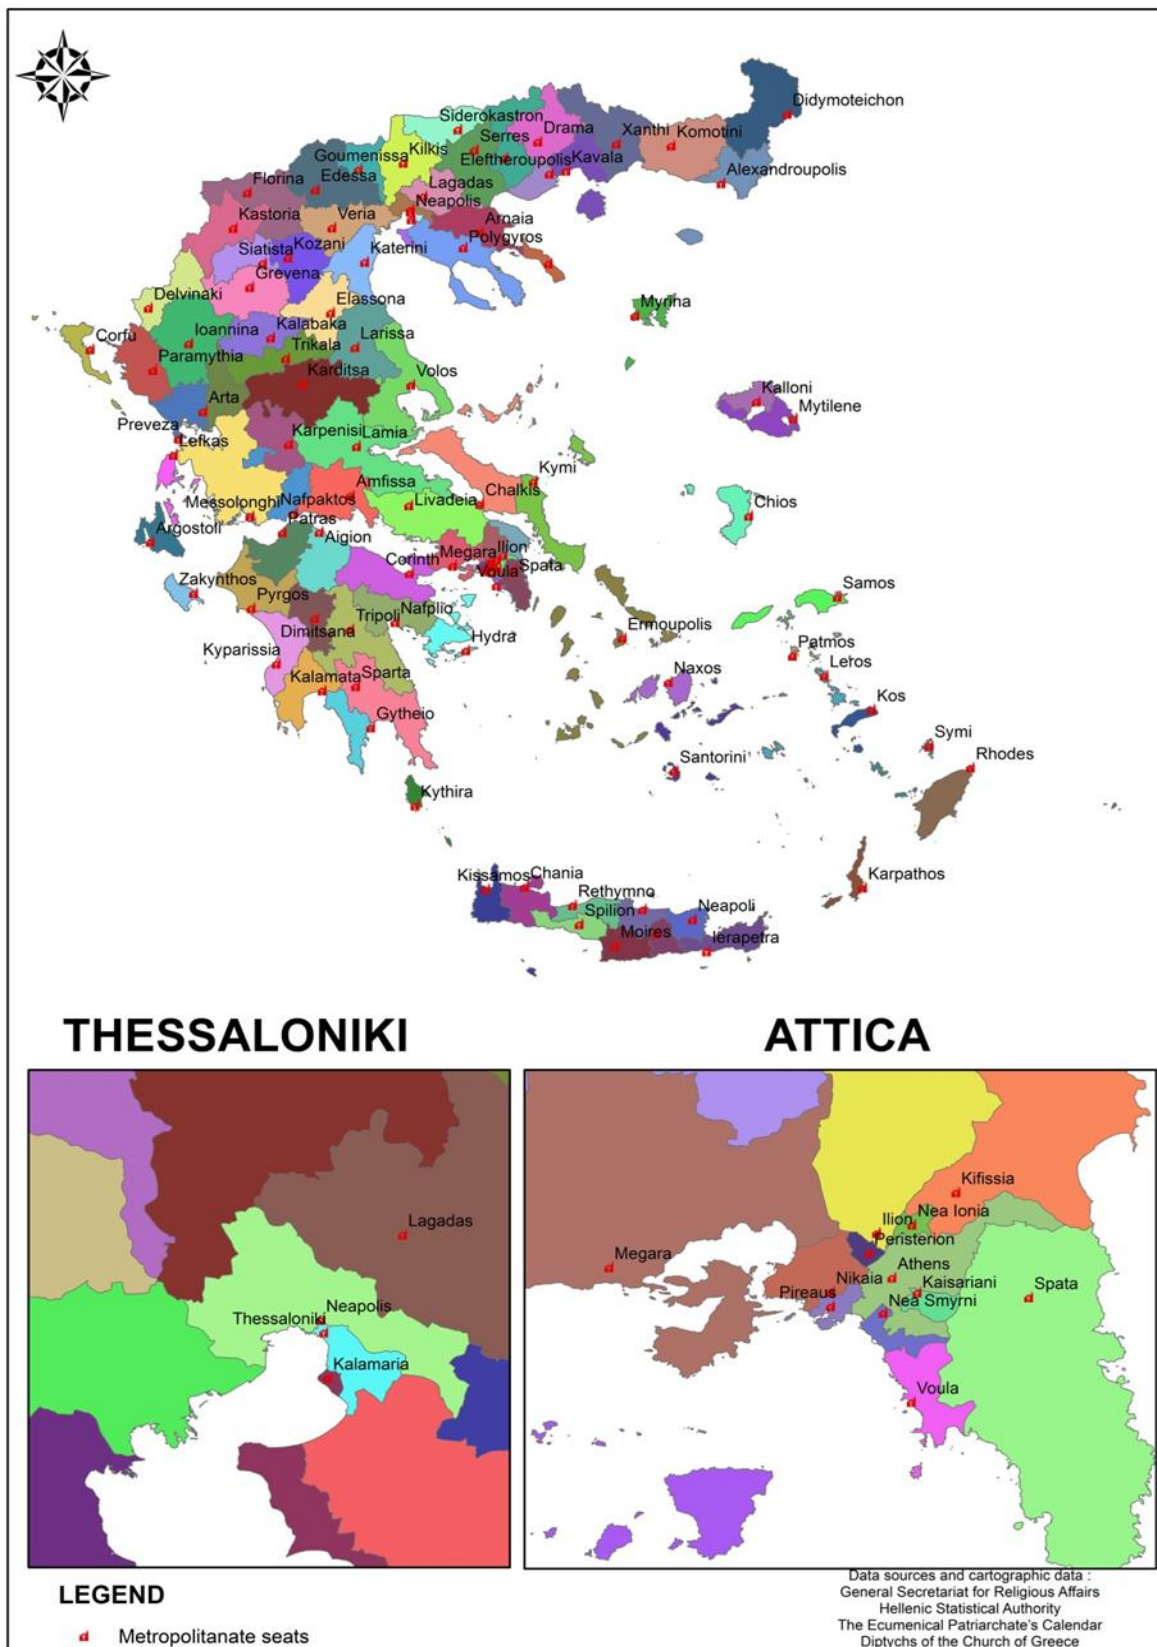 Didymoteichon
Siderokastron
Serres
Drama
Xanthi
Komotini
Goumenissa
Kilkis
Eleftheroupolis
Kavala
Alexandroupolis
Florina
Edessa
Lagadas
Neapolis
Kastoria
Veria
Arnaia
Polygyros
Siatista
Kozani
Katerini
Grevena
Delvinaki
Elassona
Myrina
Corfu
Ioannina
Kalabaka
Larissa
Paramythia
Trikala
Karditsa
Volos
Arta
Kalloni
Mytilene
Preveza
Lefkas
Karpenisi
Lamia
Kymi
Amfissa
Chalkis
Chios
Messolonghi
Nafpaktos
Livadeia
Argostoli
Patras
Aigion
Corinth
Megara
Ilion
Voula
Spata
Zakynthos
Pyrgos
Samos
Dimitsana
Tripoli
Nafplio
Hydra
Ermoupolis
Patmos
Kyparissia
Kalamata
Sparta
Naxos
Leros
Kos
Gytheio
Symi
Santorini
Rhodes
Kythira
Kissamos
Chania
Karpathos
Rethymno
Spilion
Neapoli
Moires
Ierapetra
THESSALONIKI
ATTICA
Lagadas
Neapolis
Thessaloniki
Kalamaria
Kifissia
Nea Ionia
Ilion
Peristerion
Megara
Athens
Nikaia
Kaisariani
Pireaus
Nea Smyrni
Spata
Voula
LEGEND
Metropolitanate seats
Data sources and cartographic data :
General Secretariat for Religious Affairs
Hellenic Statistical Authority
The Ecumenical Patriarchate's Calendar
Diptychs of the Church of Greece